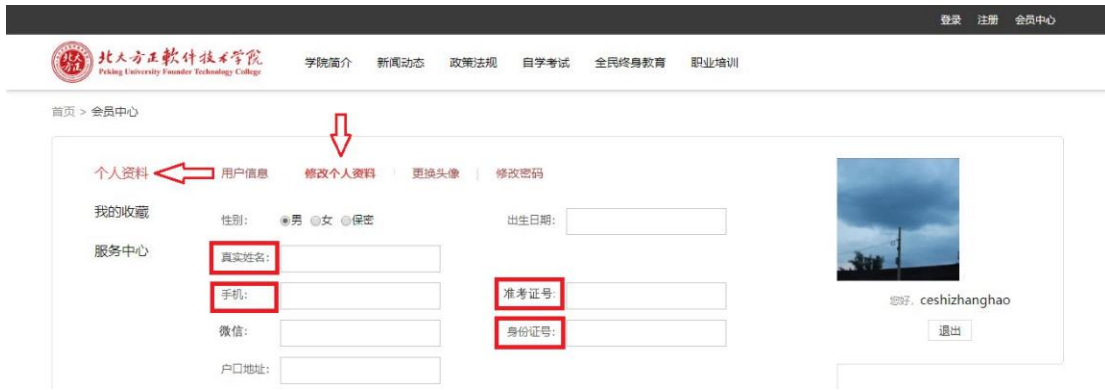 登录 注册 会员中心
北大方正軟件技术学院
Peking University Founder Technology College
学院简介 新闻动态 政策法规 自学考试 全民终身教育 职业培训
首页 > 会员中心
个人资料 用户信息 修改个人资料 更换头像 | 修改密码
我的收藏 性别: 男 女 保密 出生日期:
服务中心 真实姓名:
手机: 准考证号:
微信: 身份证号:
户口地址:
您好, ceshizhanghao
退出